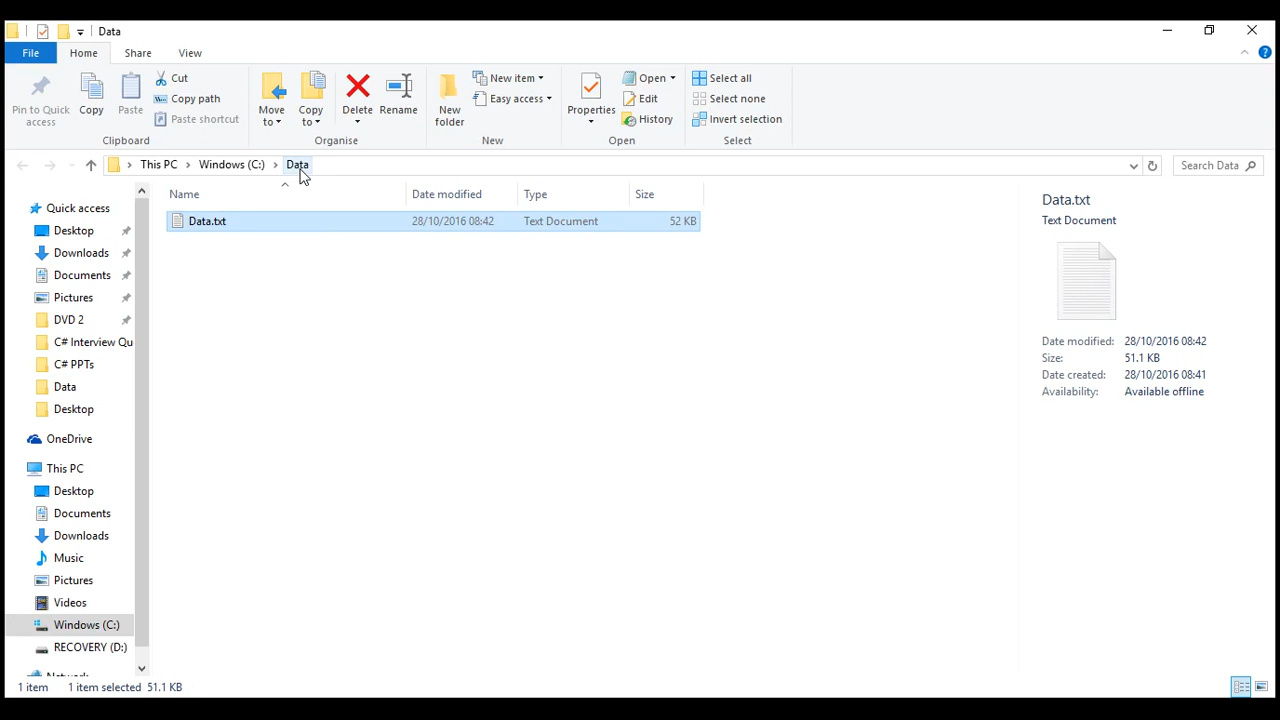 Data
File Home Share View
Pin to Quick access
Copy
Paste
Cut
Copy path
Paste shortcut
Clipboard
Move to
Copy to
Delete
Rename
Organise
New folder
New item
Easy access
New
Properties
Open
Edit
History
Open
Select all
Select none
Invert selection
Select
This PC > Windows (C:) > Data
Search Data
Name Date modified Type Size
Data.txt 28/10/2016 08:42 Text Document 52 KB
Quick access
Desktop
Downloads
Documents
Pictures
DVD 2
C# Interview Qu
C# PPTs
Data
Desktop
OneDrive
This PC
Desktop
Documents
Downloads
Music
Pictures
Videos
Windows (C:)
RECOVERY (D:)
Network
Data.txt
Text Document
Date modified: 28/10/2016 08:42
Size: 51.1 KB
Date created: 28/10/2016 08:41
Availability: Available offline
1 item 1 item selected 51.1 KB